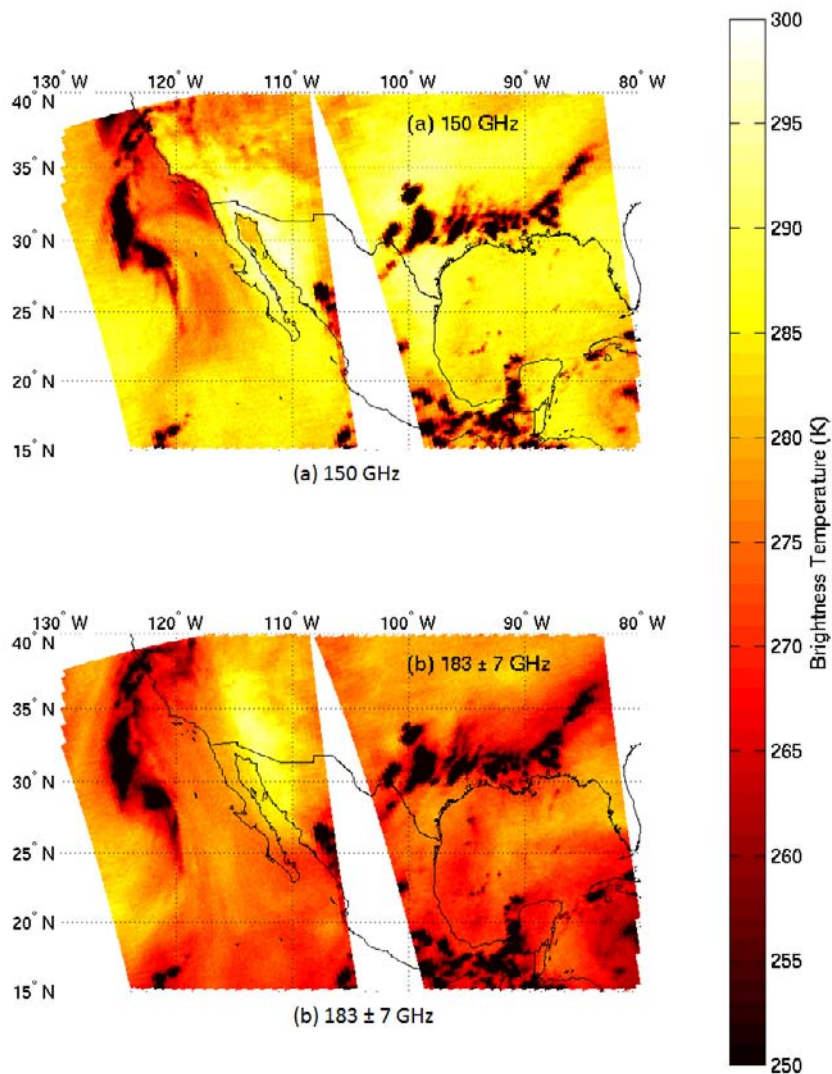 130° W 120° W 110° W 100° W 90° W 80° W
40° N
(a) 150 GHz
35° N
30° N
25° N
20° N
15° N
(a) 150 GHz
130° W 120° W 110° W 100° W 90° W 80° W
40° N
(b) 183 ± 7 GHz
35° N
30° N
25° N
20° N
15° N
(b) 183 ± 7 GHz
300
295
290
285
280
275
270
265
260
255
250
Brightness Temperature (K)